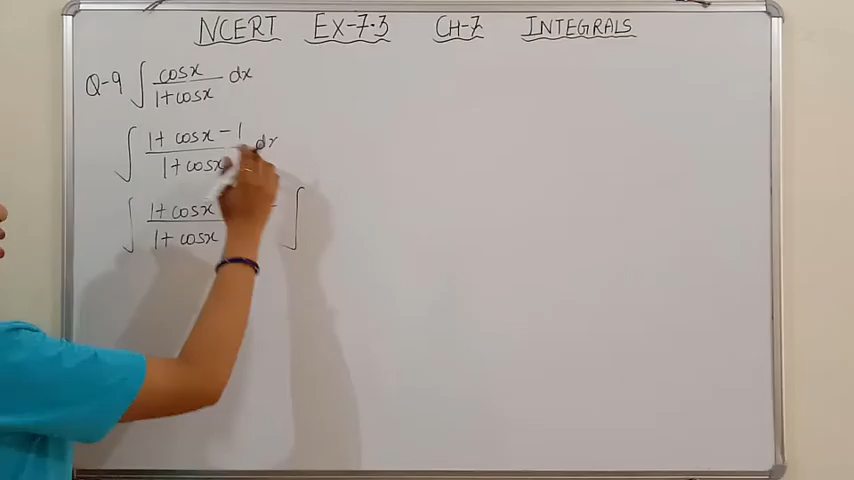 NCERT EX-7.3 CH-7 INTEGRALS
Q-9 ∫ cosx / 1+cosx dx
∫ 1+ cosx - 1 / 1+ cosx dx
∫ 1+ cosx / 1+ cosx - ∫